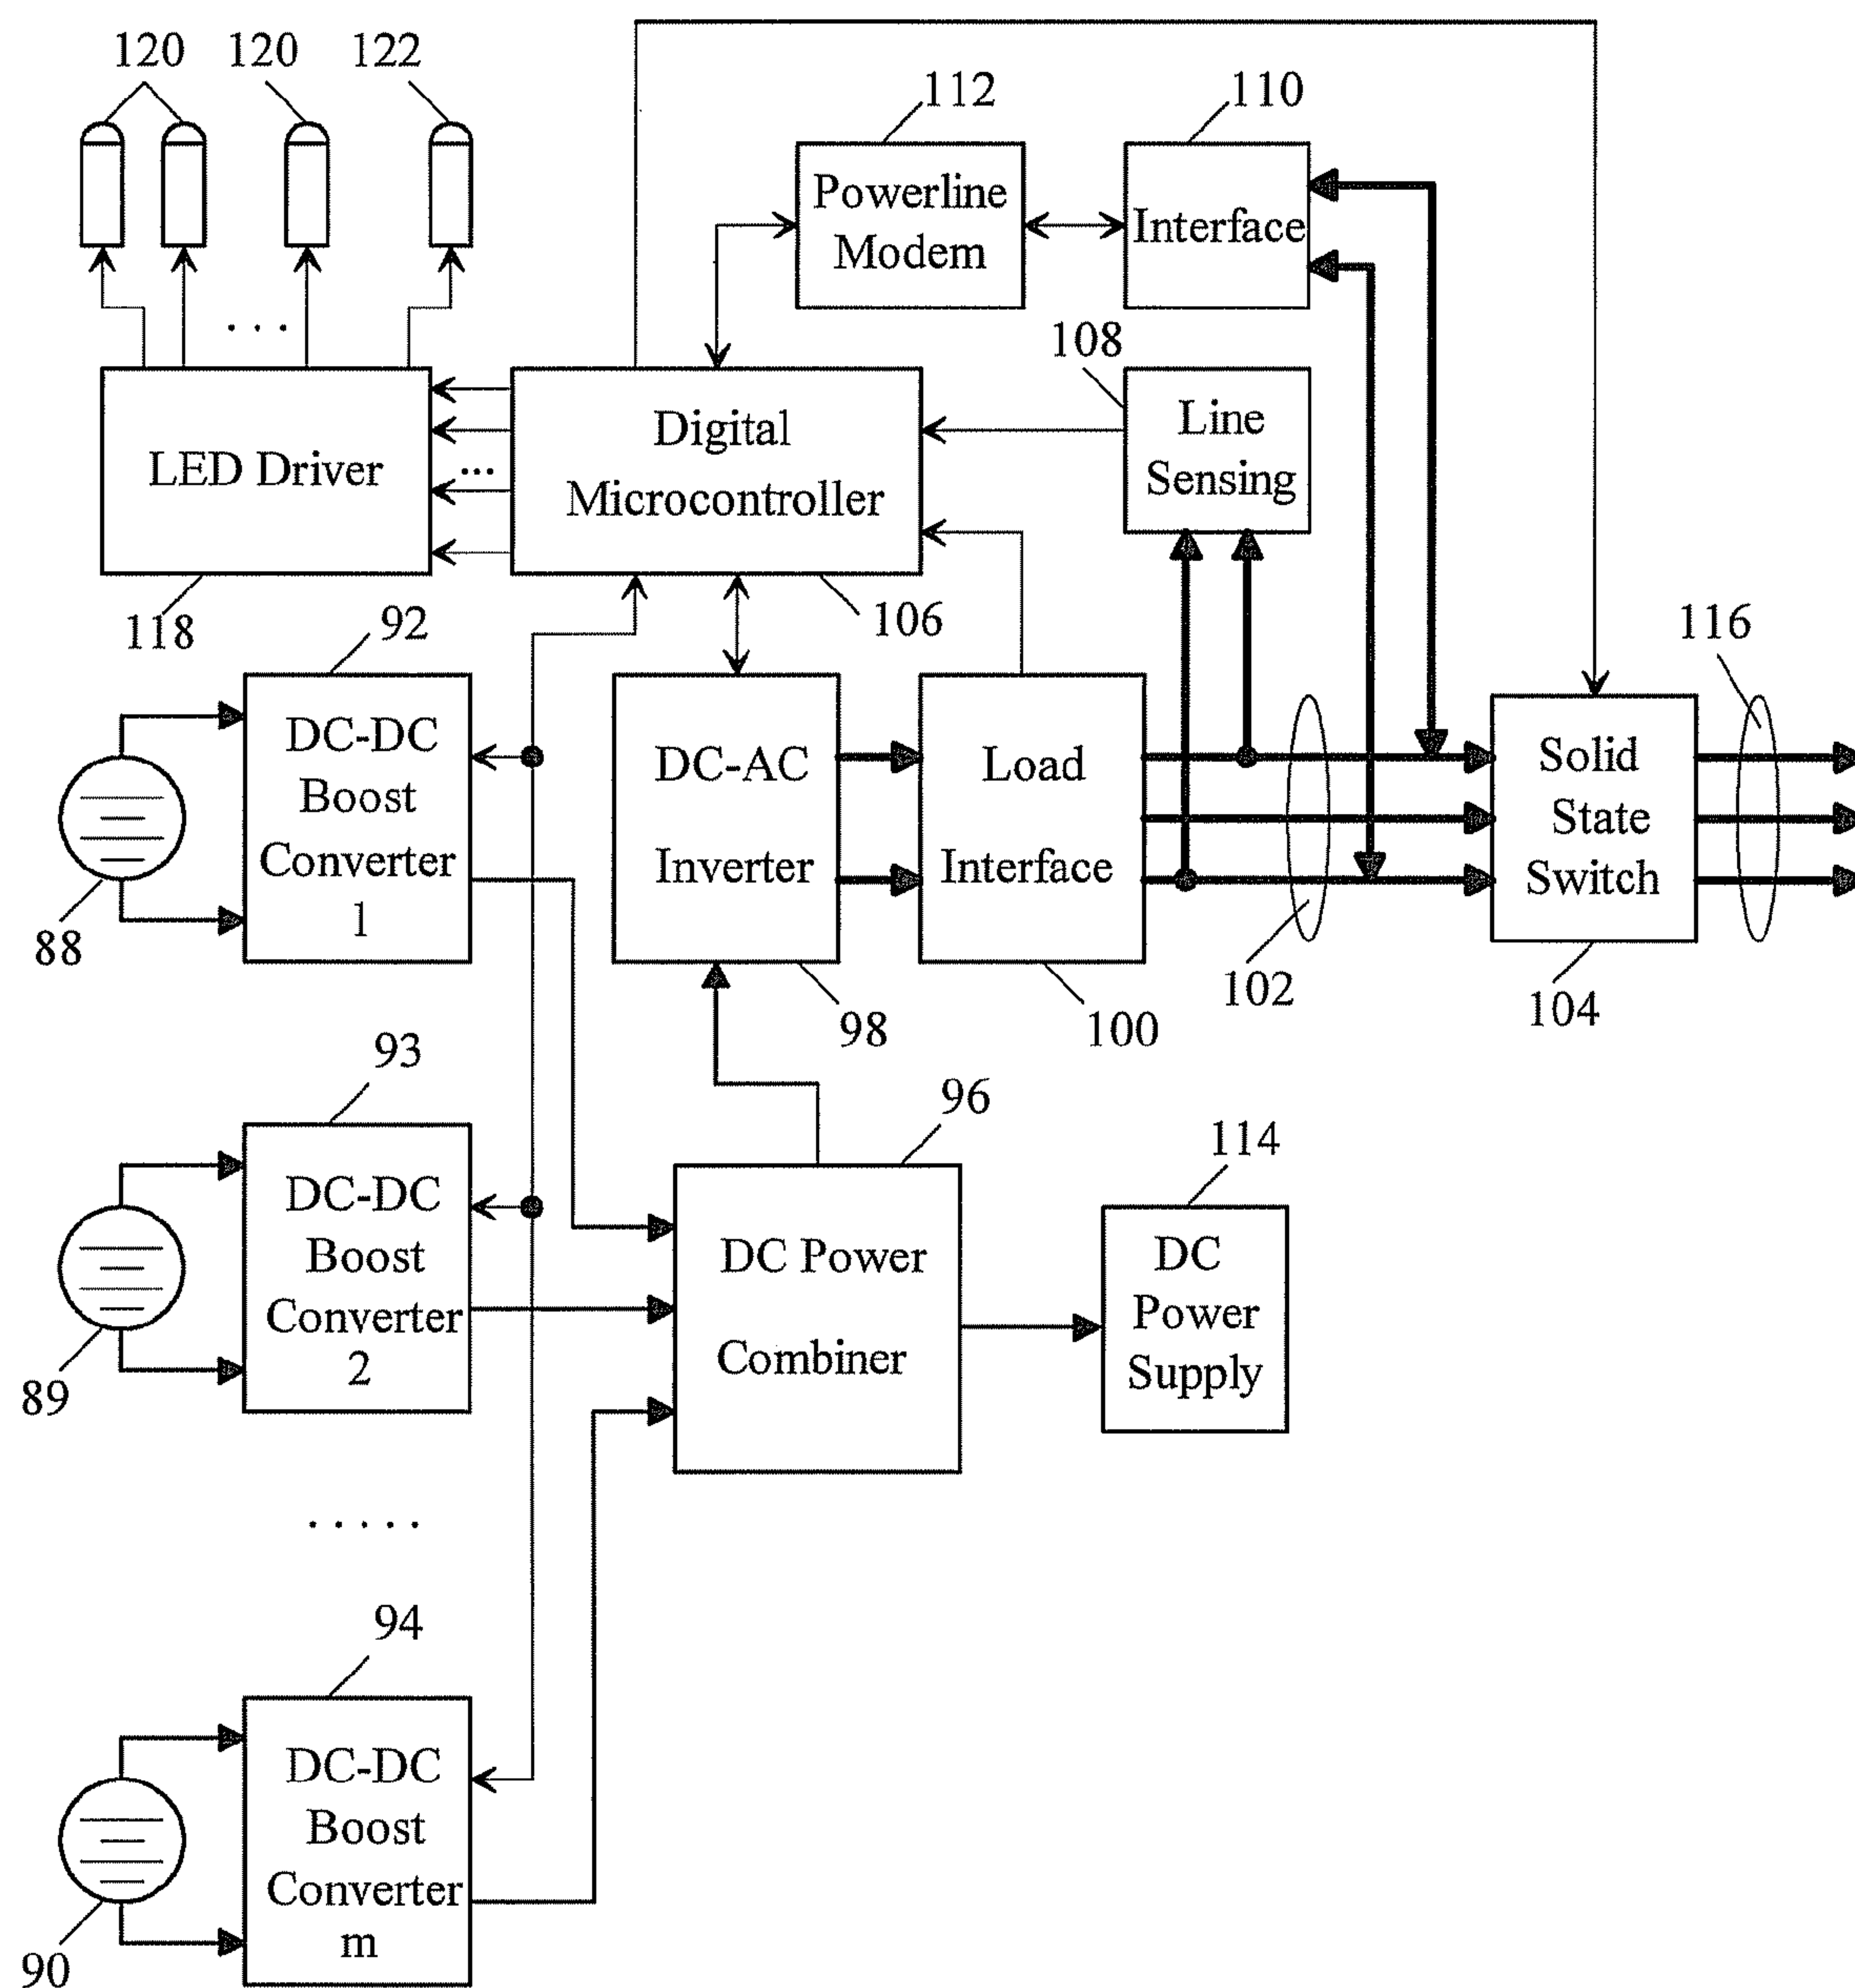 120
120
122
112
110
Powerline
Modem
Interface
108
Line
Sensing
LED Driver
...
...
Digital
Microcontroller
118
106
92
116
DC-DC
Boost
Converter
1
88
DC-AC
Inverter
98
Load
Interface
100
102
Solid
State
Switch
104
93
DC-DC
Boost
Converter
2
89
96
DC Power
Combiner
114
DC
Power
Supply
.....
94
DC-DC
Boost
Converter
m
90